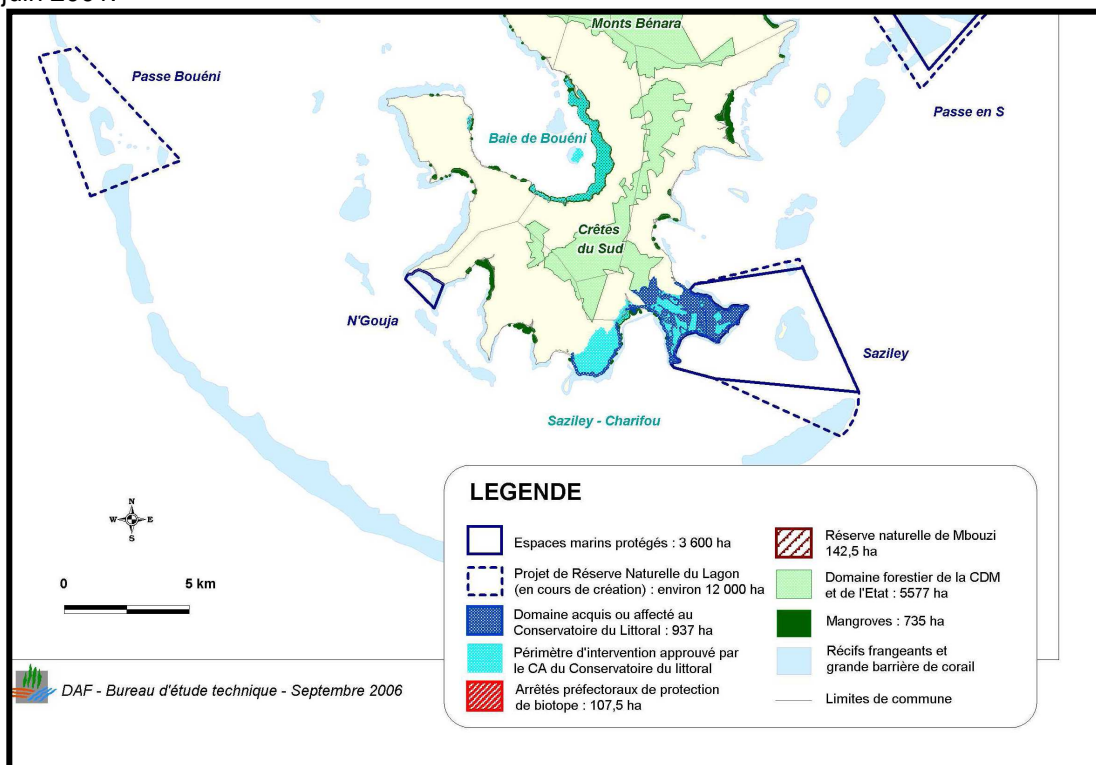 juin 2001.
Monts Bénara
Passe Bouéni
Passe en S
Baie de Bouéni
Crêtes
du Sud
N'Gouja
Saziley
Saziley - Charifou
N
W E
S
0 5 km
LEGENDE
Espaces marins protégés : 3 600 ha
Projet de Réserve Naturelle du Lagon
(en cours de création) : environ 12 000 ha
Domaine acquis ou affecté au
Conservatoire du Littoral : 937 ha
Périmètre d'intervention approuvé par
le CA du Conservatoire du littoral
Arrêtés préfectoraux de protection
de biotope : 107,5 ha
Réserve naturelle de Mbouzi
142,5 ha
Domaine forestier de la CDM
et de l'Etat : 5577 ha
Mangroves : 735 ha
Récifs frangeants et
grande barrière de corail
Limites de commune
DAF - Bureau d'étude technique - Septembre 2006